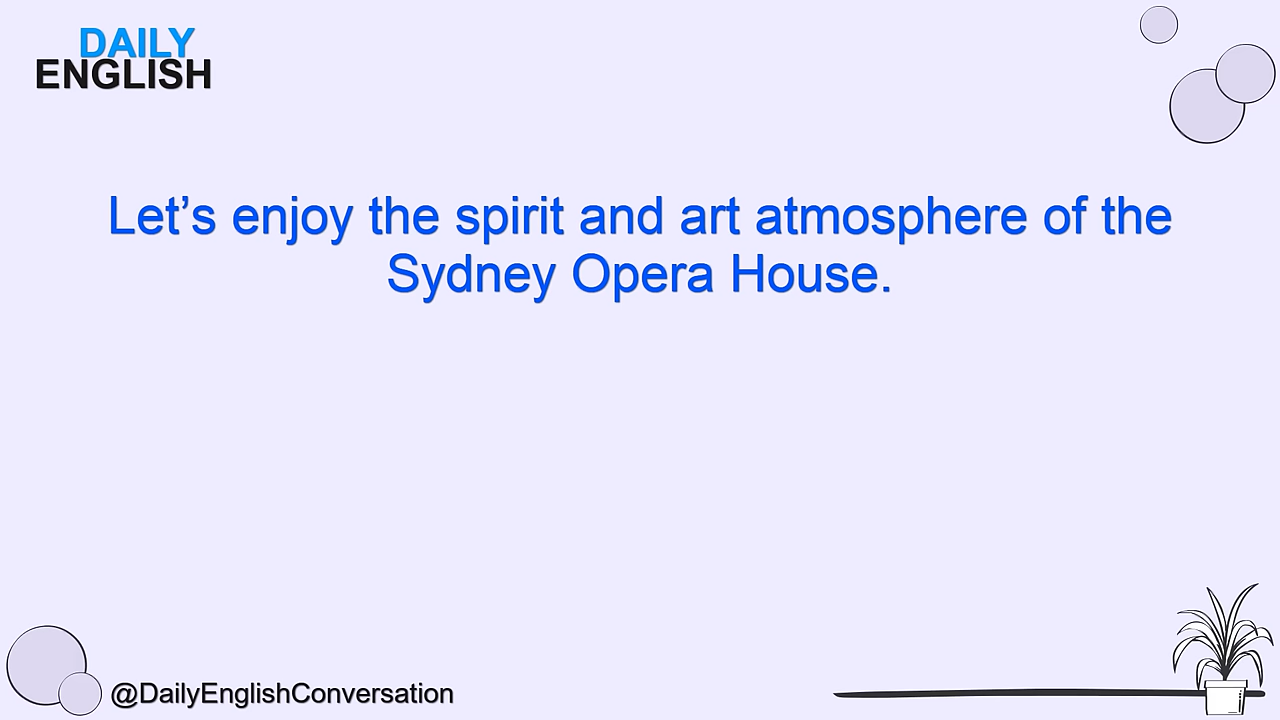 DAILY
ENGLISH
Let’s enjoy the spirit and art atmosphere of the
Sydney Opera House.
@DailyEnglishConversation